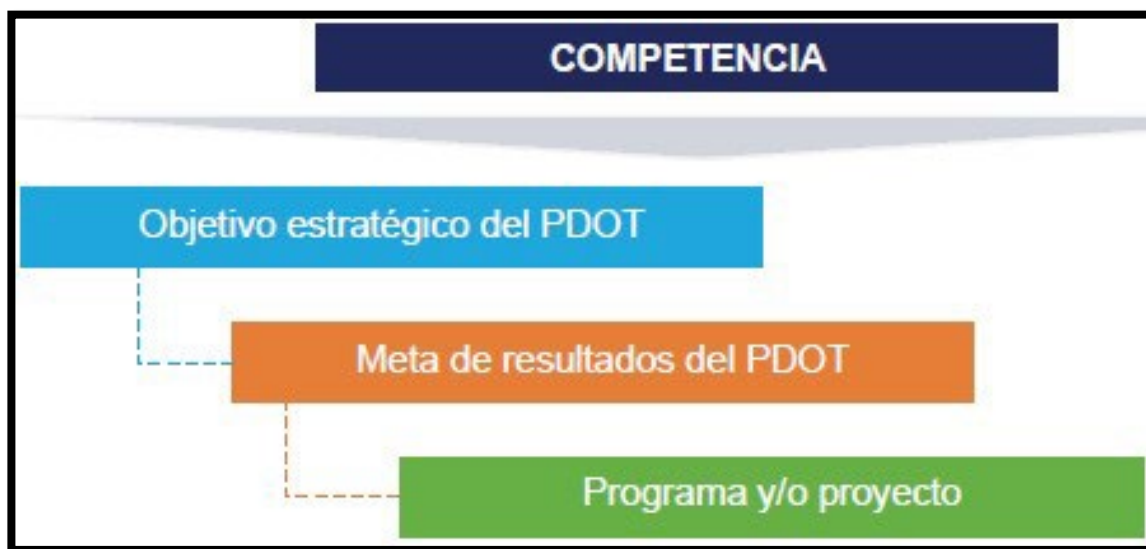 COMPETENCIA
Objetivo estratégico del PDOT
Meta de resultados del PDOT
Programa y/o proyecto